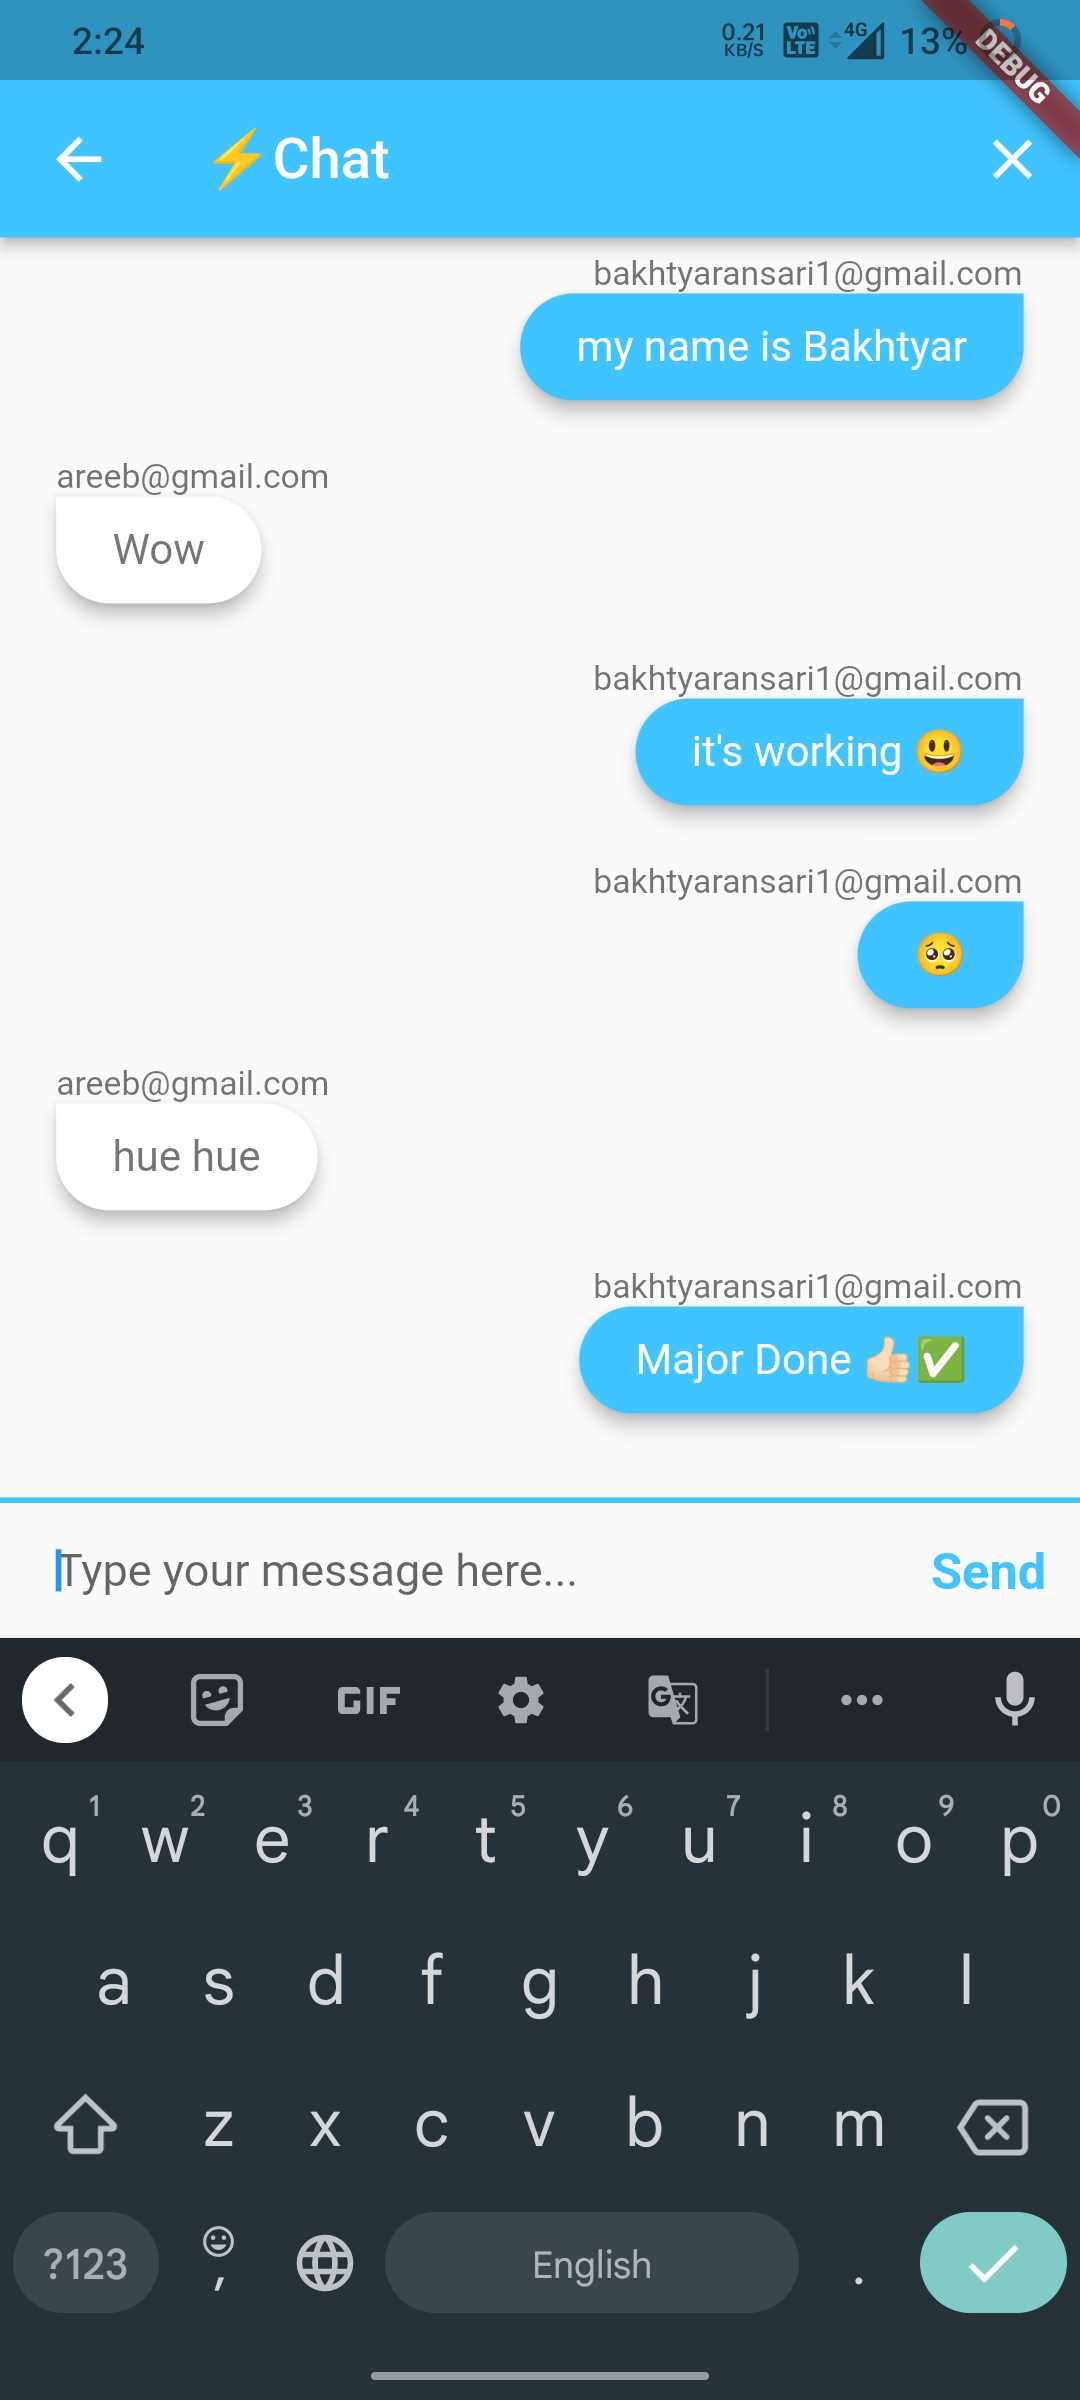 2:24 0.21 KB/S Vo)) LTE 4G 13%
DEBUG
⚡Chat
bakhtyaransari1@gmail.com
my name is Bakhtyar
areeb@gmail.com
Wow
bakhtyaransari1@gmail.com
it's working 😃
bakhtyaransari1@gmail.com
🥺
areeb@gmail.com
hue hue
bakhtyaransari1@gmail.com
Major Done 👍🏻✅
Type your message here... Send
GIF G
1 2 3 4 5 6 7 8 9 0
q w e r t y u i o p
a s d f g h j k l
z x c v b n m
?123 , English .